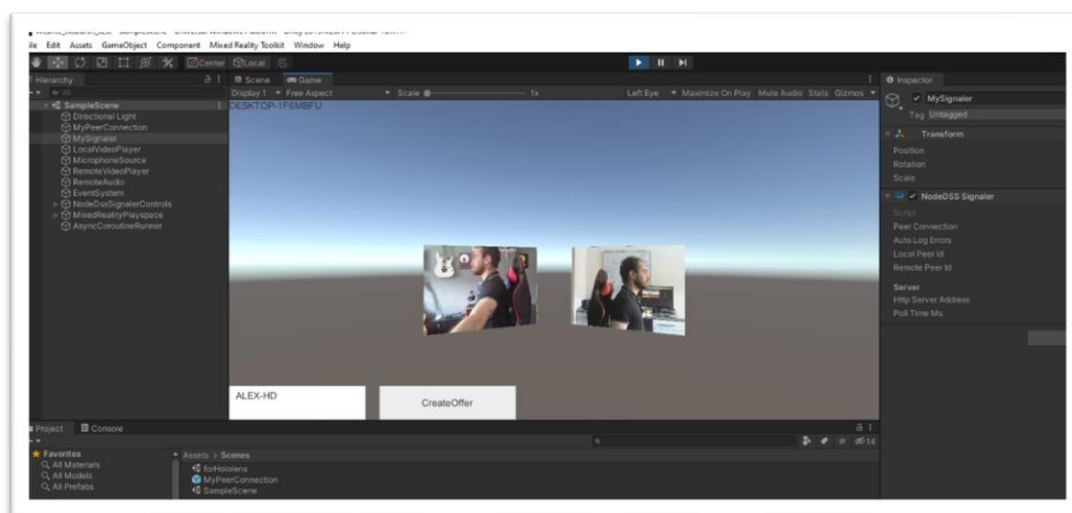 ile Edit Assets GameObject Component Mixed Reality Toolkit Window Help
Center Local
Hierarchy
Scene Game
Inspector
All
Display 1 Free Aspect Scale 1x Left Eye Maximize On Play Mute Audio Stats Gizmos
SampleScene
DESKTOP-1F6MBFU
MySignaler
Directional Light
Tag Untagged
MyPeerConnection
MySignaler
Transform
LocalVideoPlayer
Position
MicrophoneSource
Rotation
RemoteVideoPlayer
Scale
RemoteAudio
EventSystem
NodeDSS Signaler
NodeDssSignalerControls
Script
MixedRealityPlayspace
Peer Connection
AsyncCoroutineRunner
Auto Log Errors
Local Peer Id
Remote Peer Id
Server
Http Server Address
Poll Time Ms
ALEX-HD
CreateOffer
Project Console
14
Favorites
Assets > Scenes
All Materials
forHololens
All Models
MyPeerConnection
All Prefabs
SampleScene